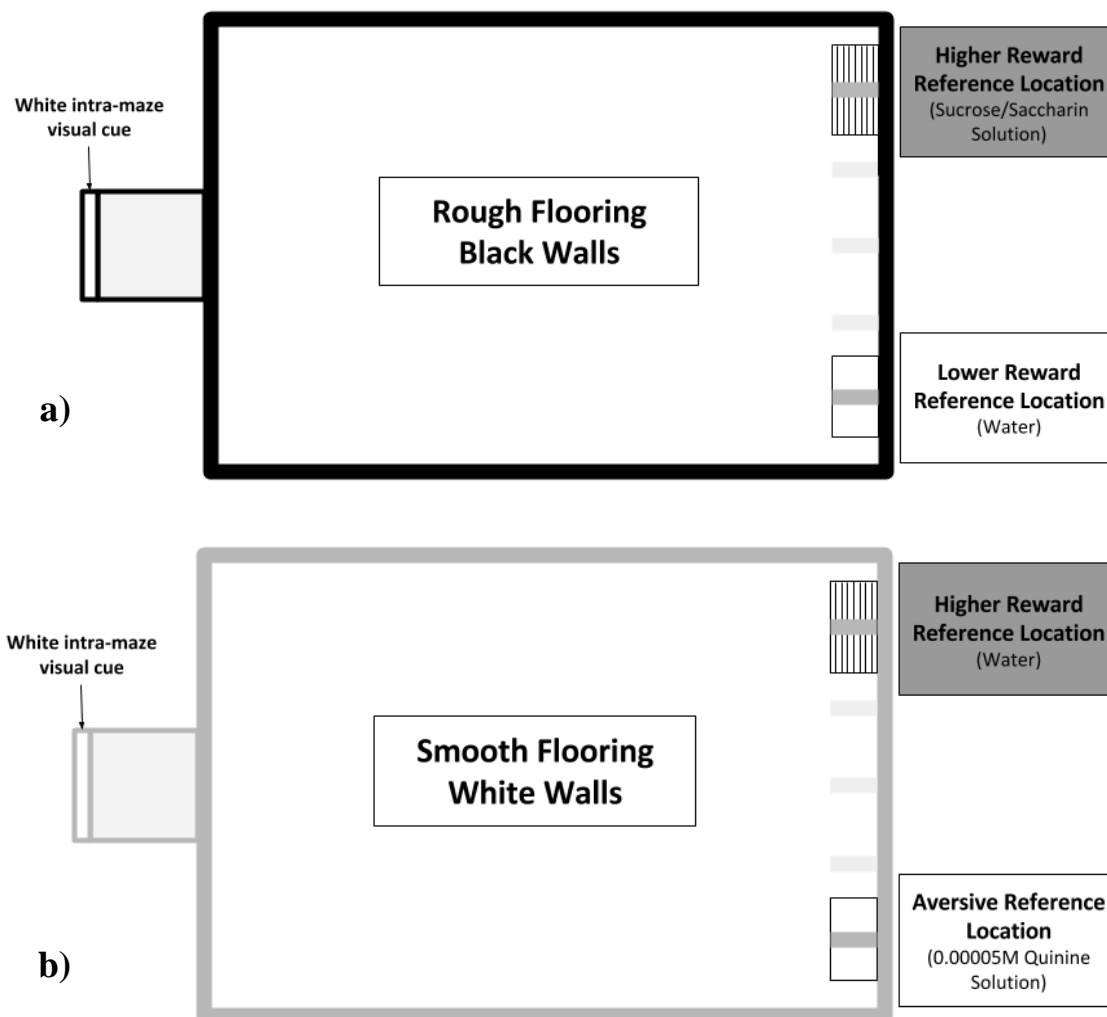 White intra-maze
visual cue
Rough Flooring
Black Walls
Higher Reward
Reference Location
(Sucrose/Saccharin
Solution)
Lower Reward
Reference Location
(Water)
a)
White intra-maze
visual cue
Smooth Flooring
White Walls
Higher Reward
Reference Location
(Water)
Aversive Reference
Location
(0.00005M Quinine
Solution)
b)